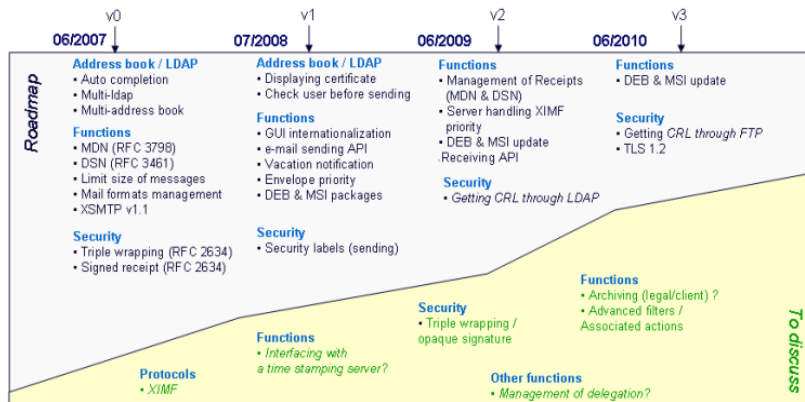 v0
v1
v2
v3
06/2007
07/2008
06/2009
06/2010
Roadmap
Address book / LDAP
• Auto completion
• Multi-ldap
• Multi-address book
Functions
• MDN (RFC 3798)
• DSN (RFC 3461)
• Limit size of messages
• Mail formats management
• XSMTP v1.1
Security
• Triple wrapping (RFC 2634)
• Signed receipt (RFC 2634)
Address book / LDAP
• Displaying certificate
• Check user before sending
Functions
• GUI internationalization
• e-mail sending API
• Vacation notification
• Envelope priority
• DEB & MSI packages
Security
• Security labels (sending)
Functions
• Management of Receipts
(MDN & DSN)
• Server handling XIMF
priority
• DEB & MSI update
.Receiving API
Security
• Getting CRL through LDAP
Functions
• DEB & MSI update
Security
• Getting CRL through FTP
• TLS 1.2
Protocols
• XIMF
Functions
• Interfacing with
a time stamping server?
Security
• Triple wrapping /
opaque signature
Functions
• Archiving (legal/client) ?
• Advanced filters /
Associated actions
Other functions
• Management of delegation?
To discuss